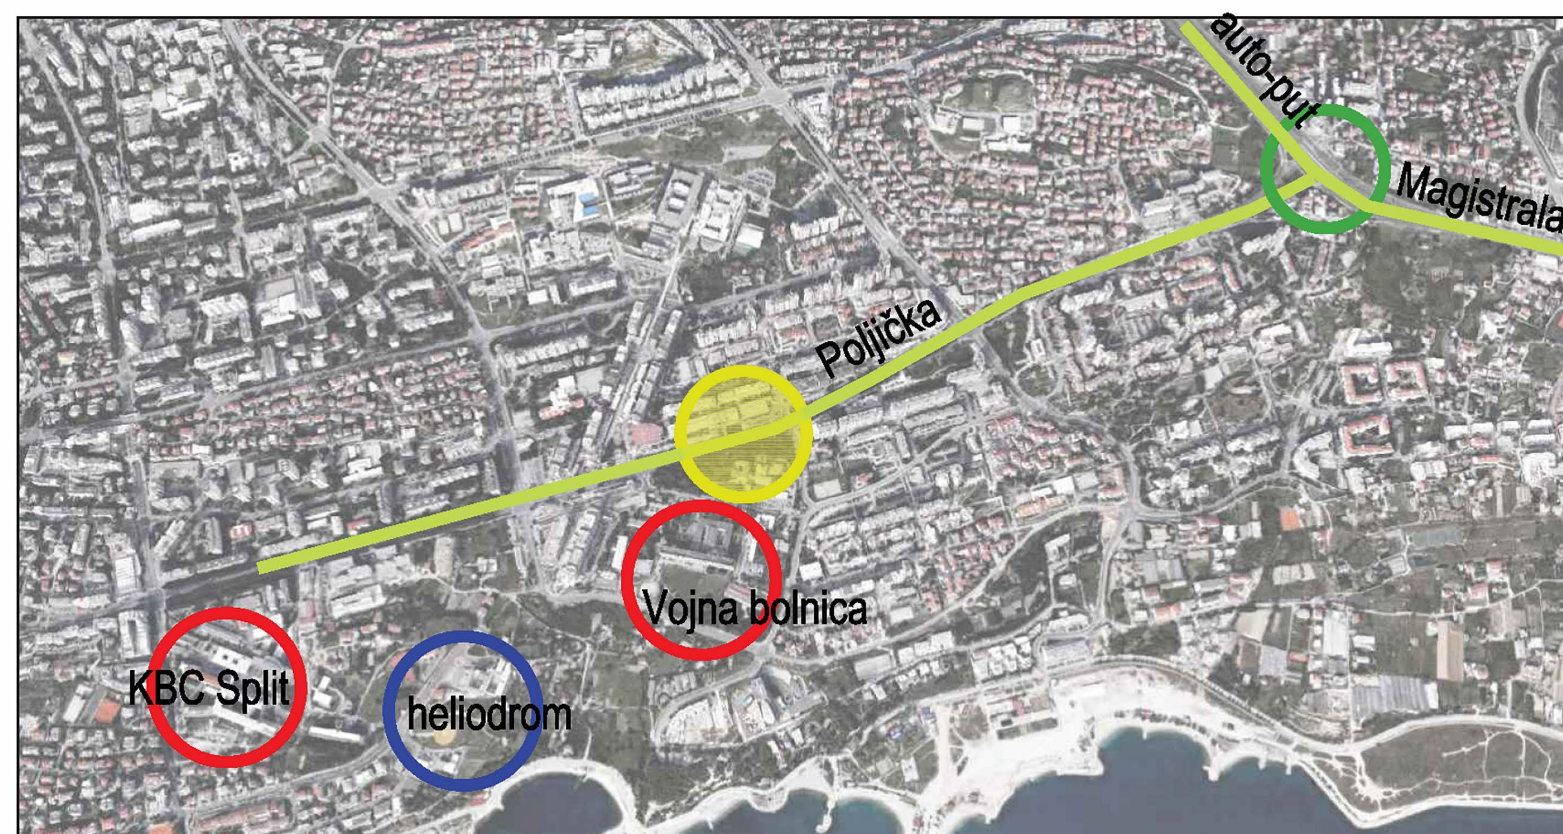 auto-put
Magistrala
Poljička
Vojna bolnica
KBC Split
heliodrom